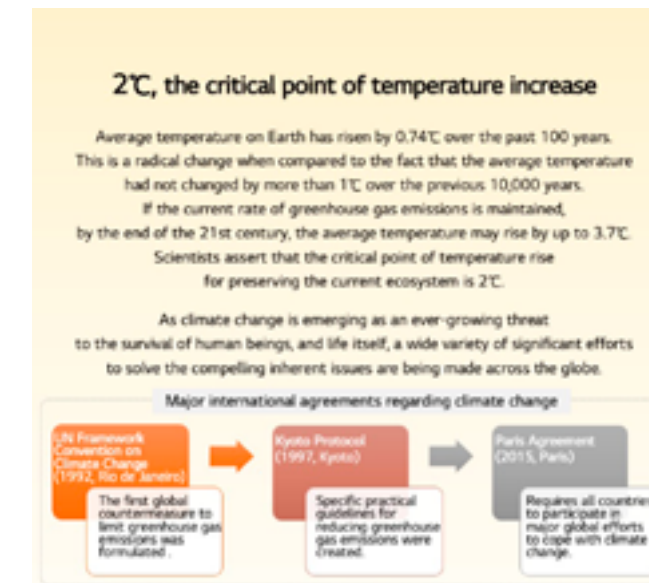 2℃, the critical point of temperature increase
Average temperature on Earth has risen by 0.74℃ over the past 100 years.
This is a radical change when compared to the fact that the average temperature
had not changed by more than 1℃ over the previous 10,000 years.
If the current rate of greenhouse gas emissions is maintained,
by the end of the 21st century, the average temperature may rise by up to 3.7℃.
Scientists assert that the critical point of temperature rise
for preserving the current ecosystem is 2℃.
As climate change is emerging as an ever-growing threat
to the survival of human beings, and life itself, a wide variety of significant efforts
to solve the compelling inherent issues are being made across the globe.
Major international agreements regarding climate change
UN Framework
Convention on
Climate Change
(1992, Rio de Janeiro)
The first global
countermeasure to
limit greenhouse gas
emissions was
formulated .
Kyoto Protocol
(1997, Kyoto)
Specific practical
guidelines for
reducing greenhouse
gas emissions were
created.
Paris Agreement
(2015, Paris)
Requires all countries
to participate in
major global efforts
to cope with climate
change.